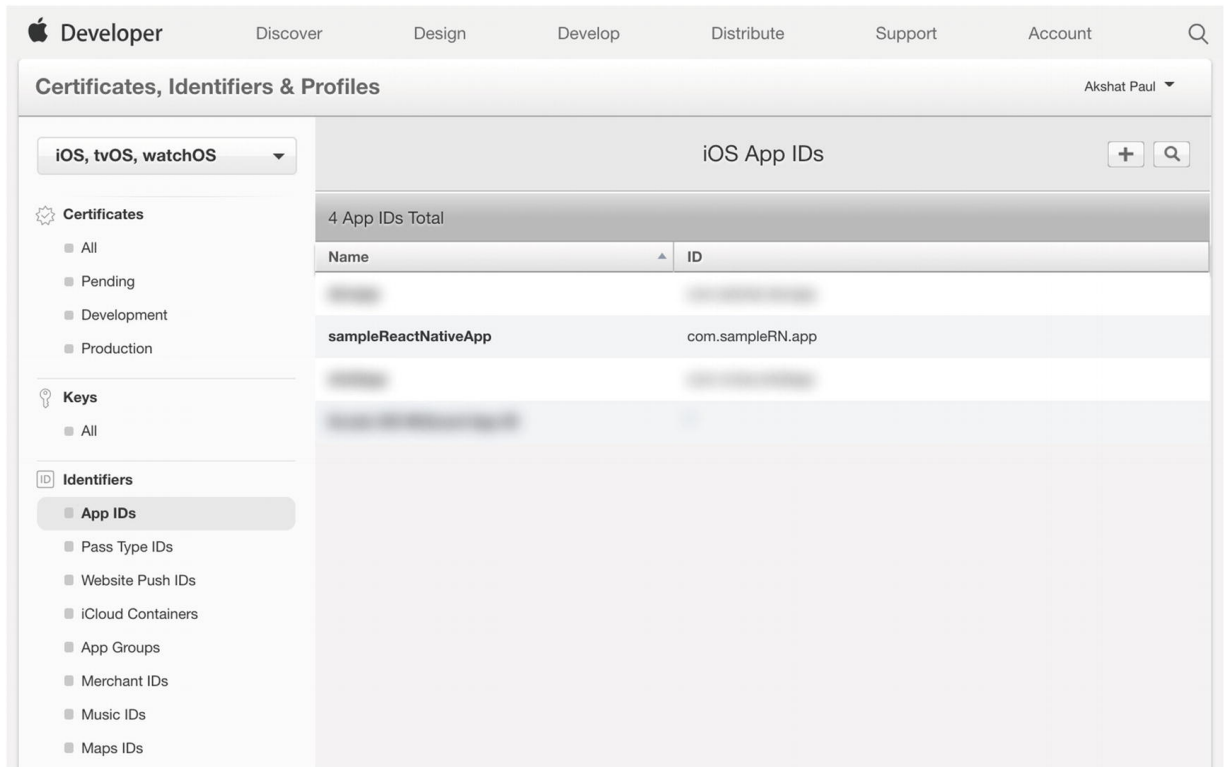 Developer Discover Design Develop Distribute Support Account
Certificates, Identifiers & Profiles
Akshat Paul
iOS, tvOS, watchOS
Certificates
All
Pending
Development
Production
Keys
All
ID Identifiers
App IDs
Pass Type IDs
Website Push IDs
iCloud Containers
App Groups
Merchant IDs
Music IDs
Maps IDs
iOS App IDs
4 App IDs Total
Name ID
sampleReactNativeApp com.sampleRN.app